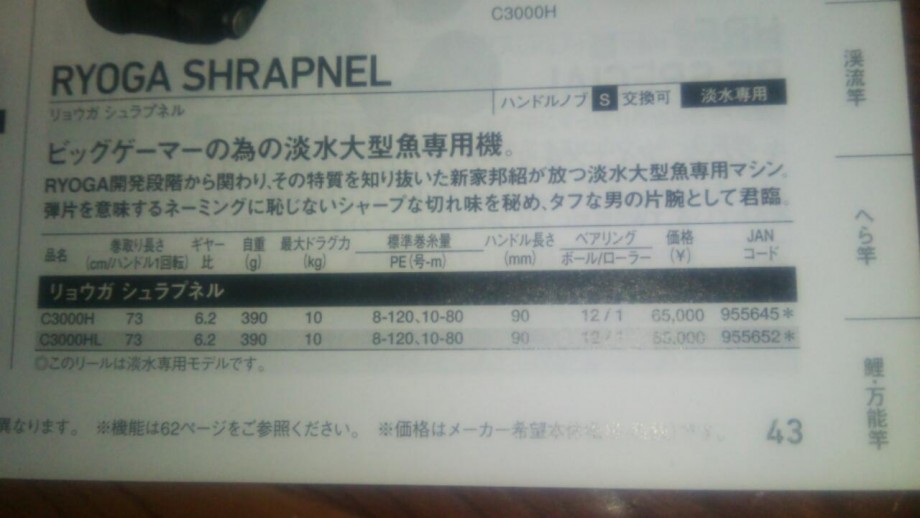 C3000H
RYOGA SHRAPNEL
リョウガ シュラプネル
ハンドルノブ S 交換可 淡水専用
ビッグゲーマーの為の淡水大型魚専用機。
RYOGA開発段階から関わり、その特質を知り抜いた新家邦紹が放つ淡水大型魚専用マシン。
弾片を意味するネーミングに恥じないシャープな切れ味を秘め、タフな男の片腕として君臨。
品名 巻取り長さ(cm/ハンドル1回転) ギヤー比 自重(g) 最大ドラグ力(kg) 標準巻糸量 PE(号-m) ハンドル長さ(mm) ベアリング ボール/ローラー 価格(¥) JANコード
リョウガ シュラプネル
C3000H 73 6.2 390 10 8-120、10-80 90 12 / 1 65,000 955645*
C3000HL 73 6.2 390 10 8-120、10-80 90 12 / 1 65,000 955652*
◎このリールは淡水専用モデルです。
異なります。 ※機能は62ページをご参照ください。 ※価格はメーカー希望本体
43
渓流竿
へら竿
鯉・万能竿